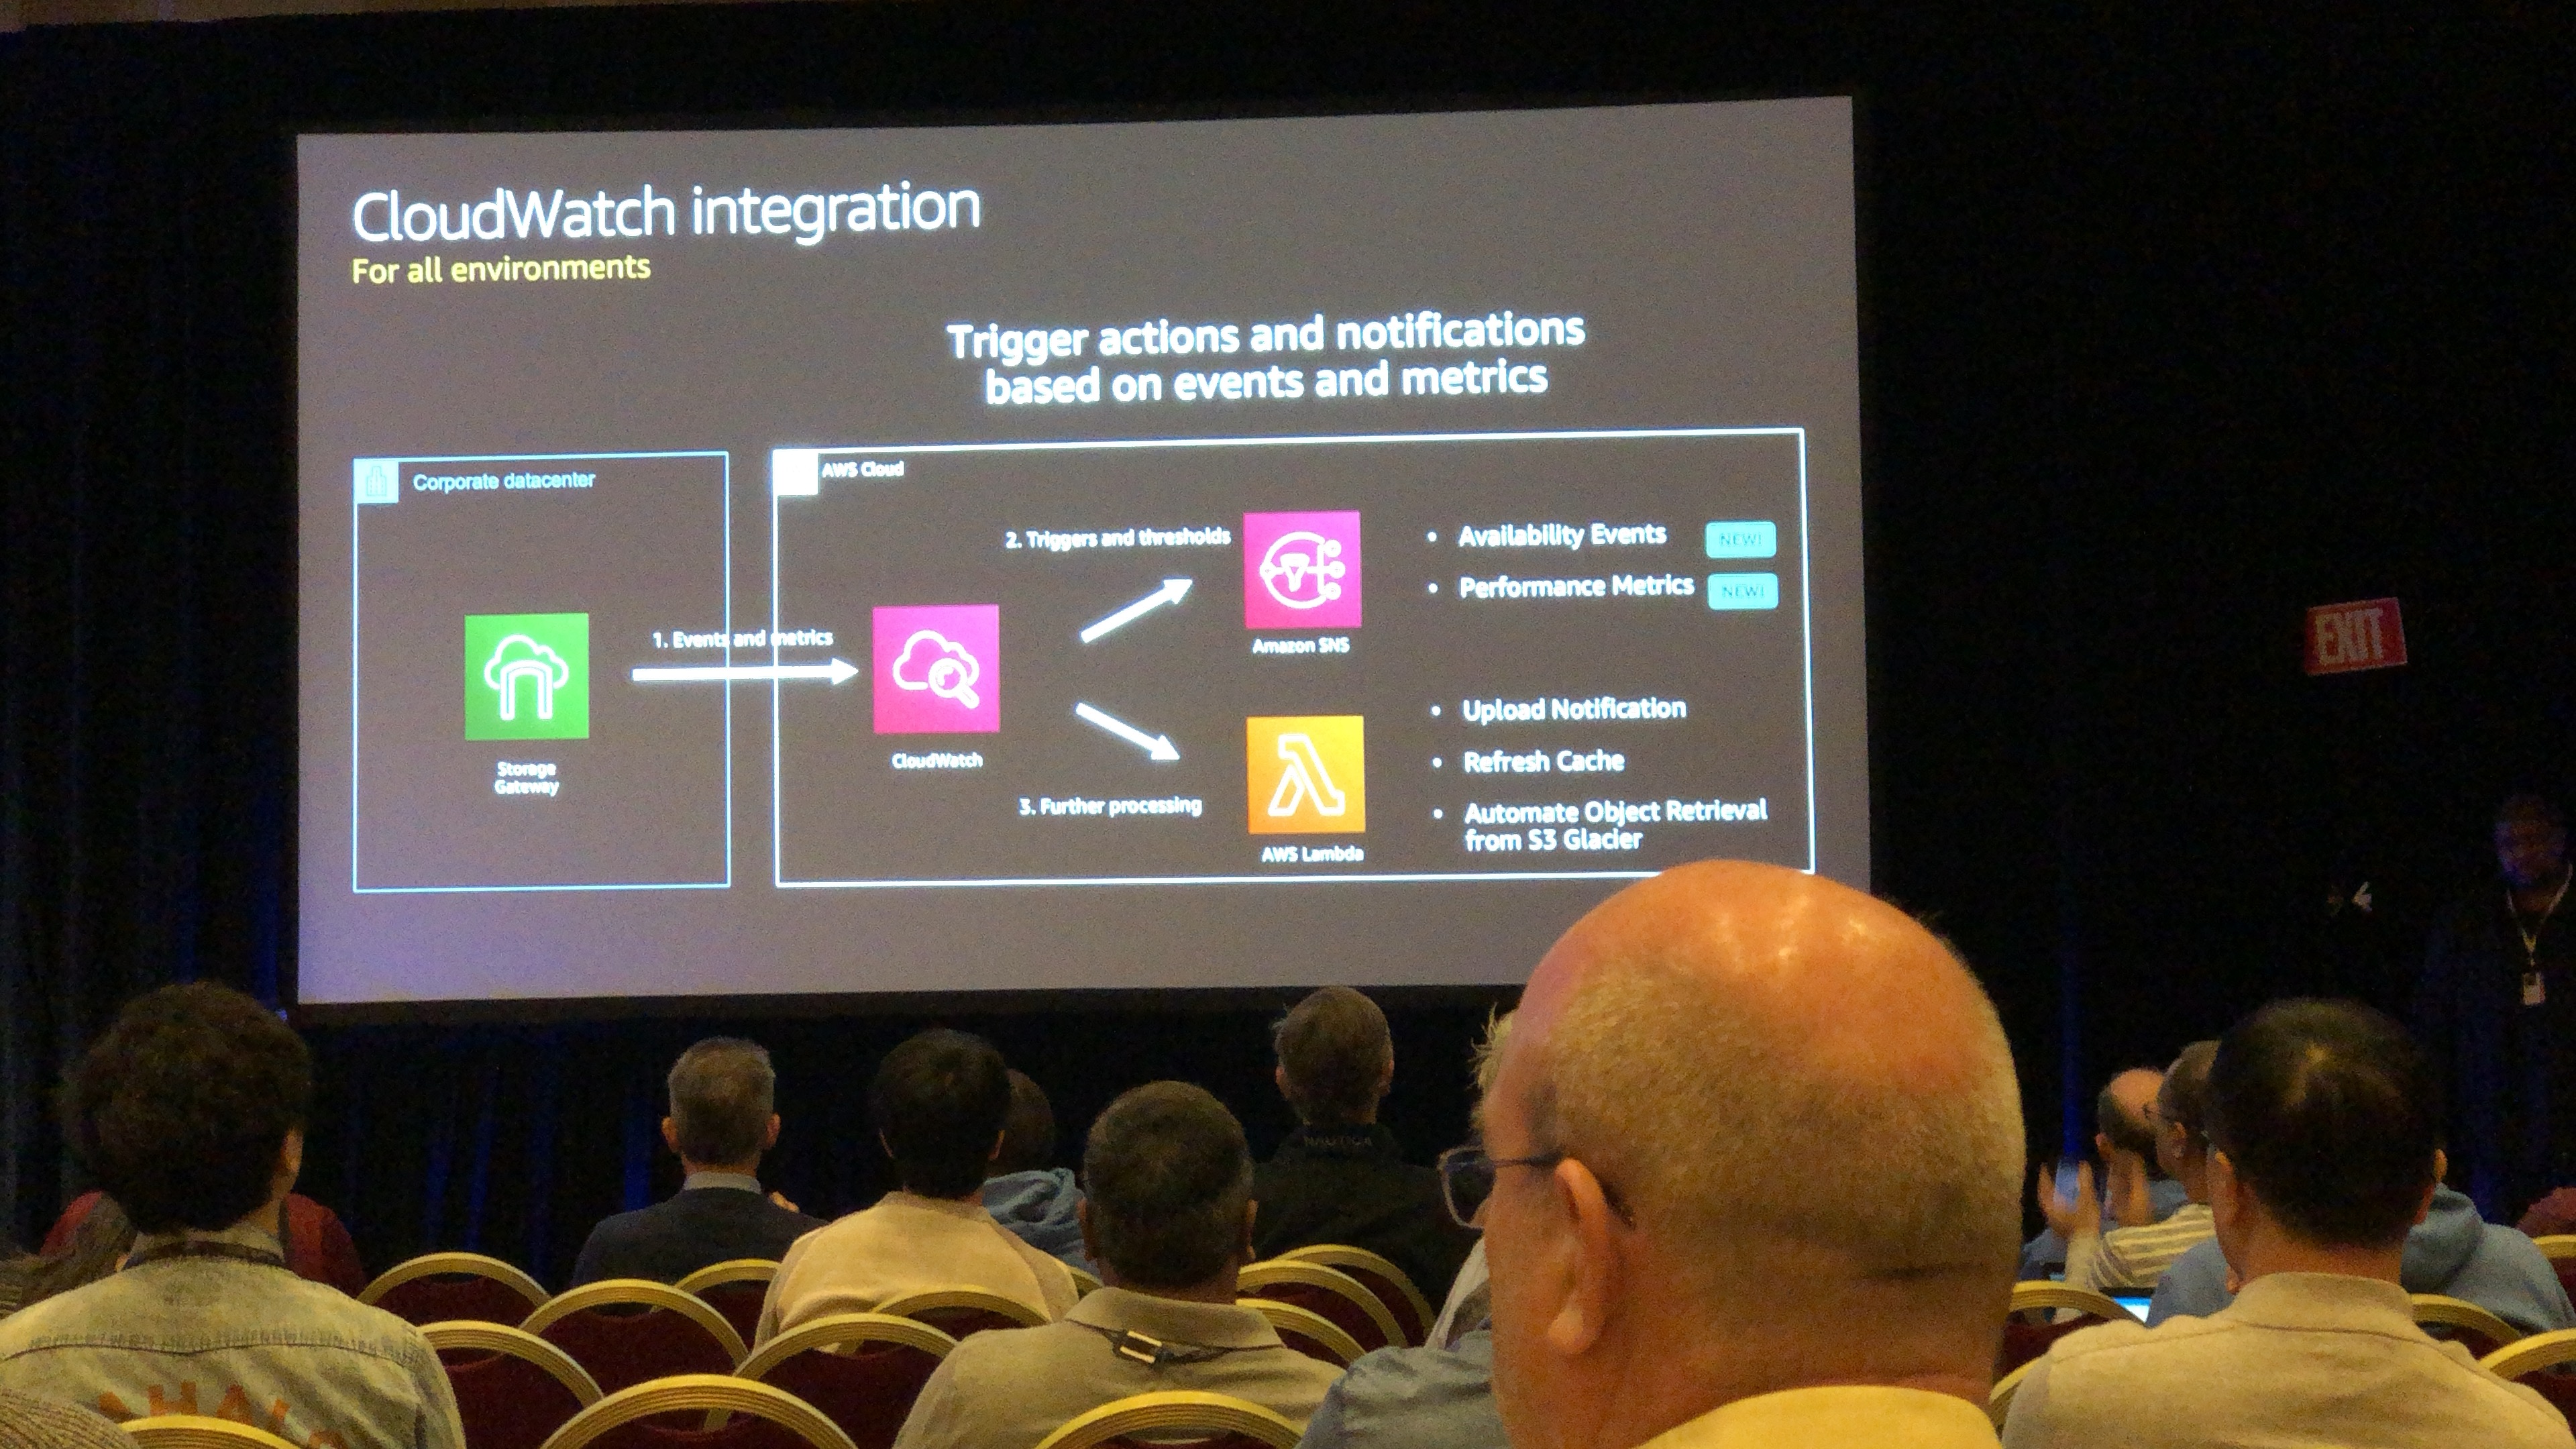 CloudWatch integration
For all environments
Trigger actions and notifications
based on events and metrics
Corporate datacenter
AWS Cloud
1. Events and metrics
Storage
Gateway
CloudWatch
2. Triggers and thresholds
Amazon SNS
• Availability Events NEW!
• Performance Metrics NEW!
3. Further processing
AWS Lambda
• Upload Notification
• Refresh Cache
• Automate Object Retrieval
from S3 Glacier
EXIT
NAUTICA